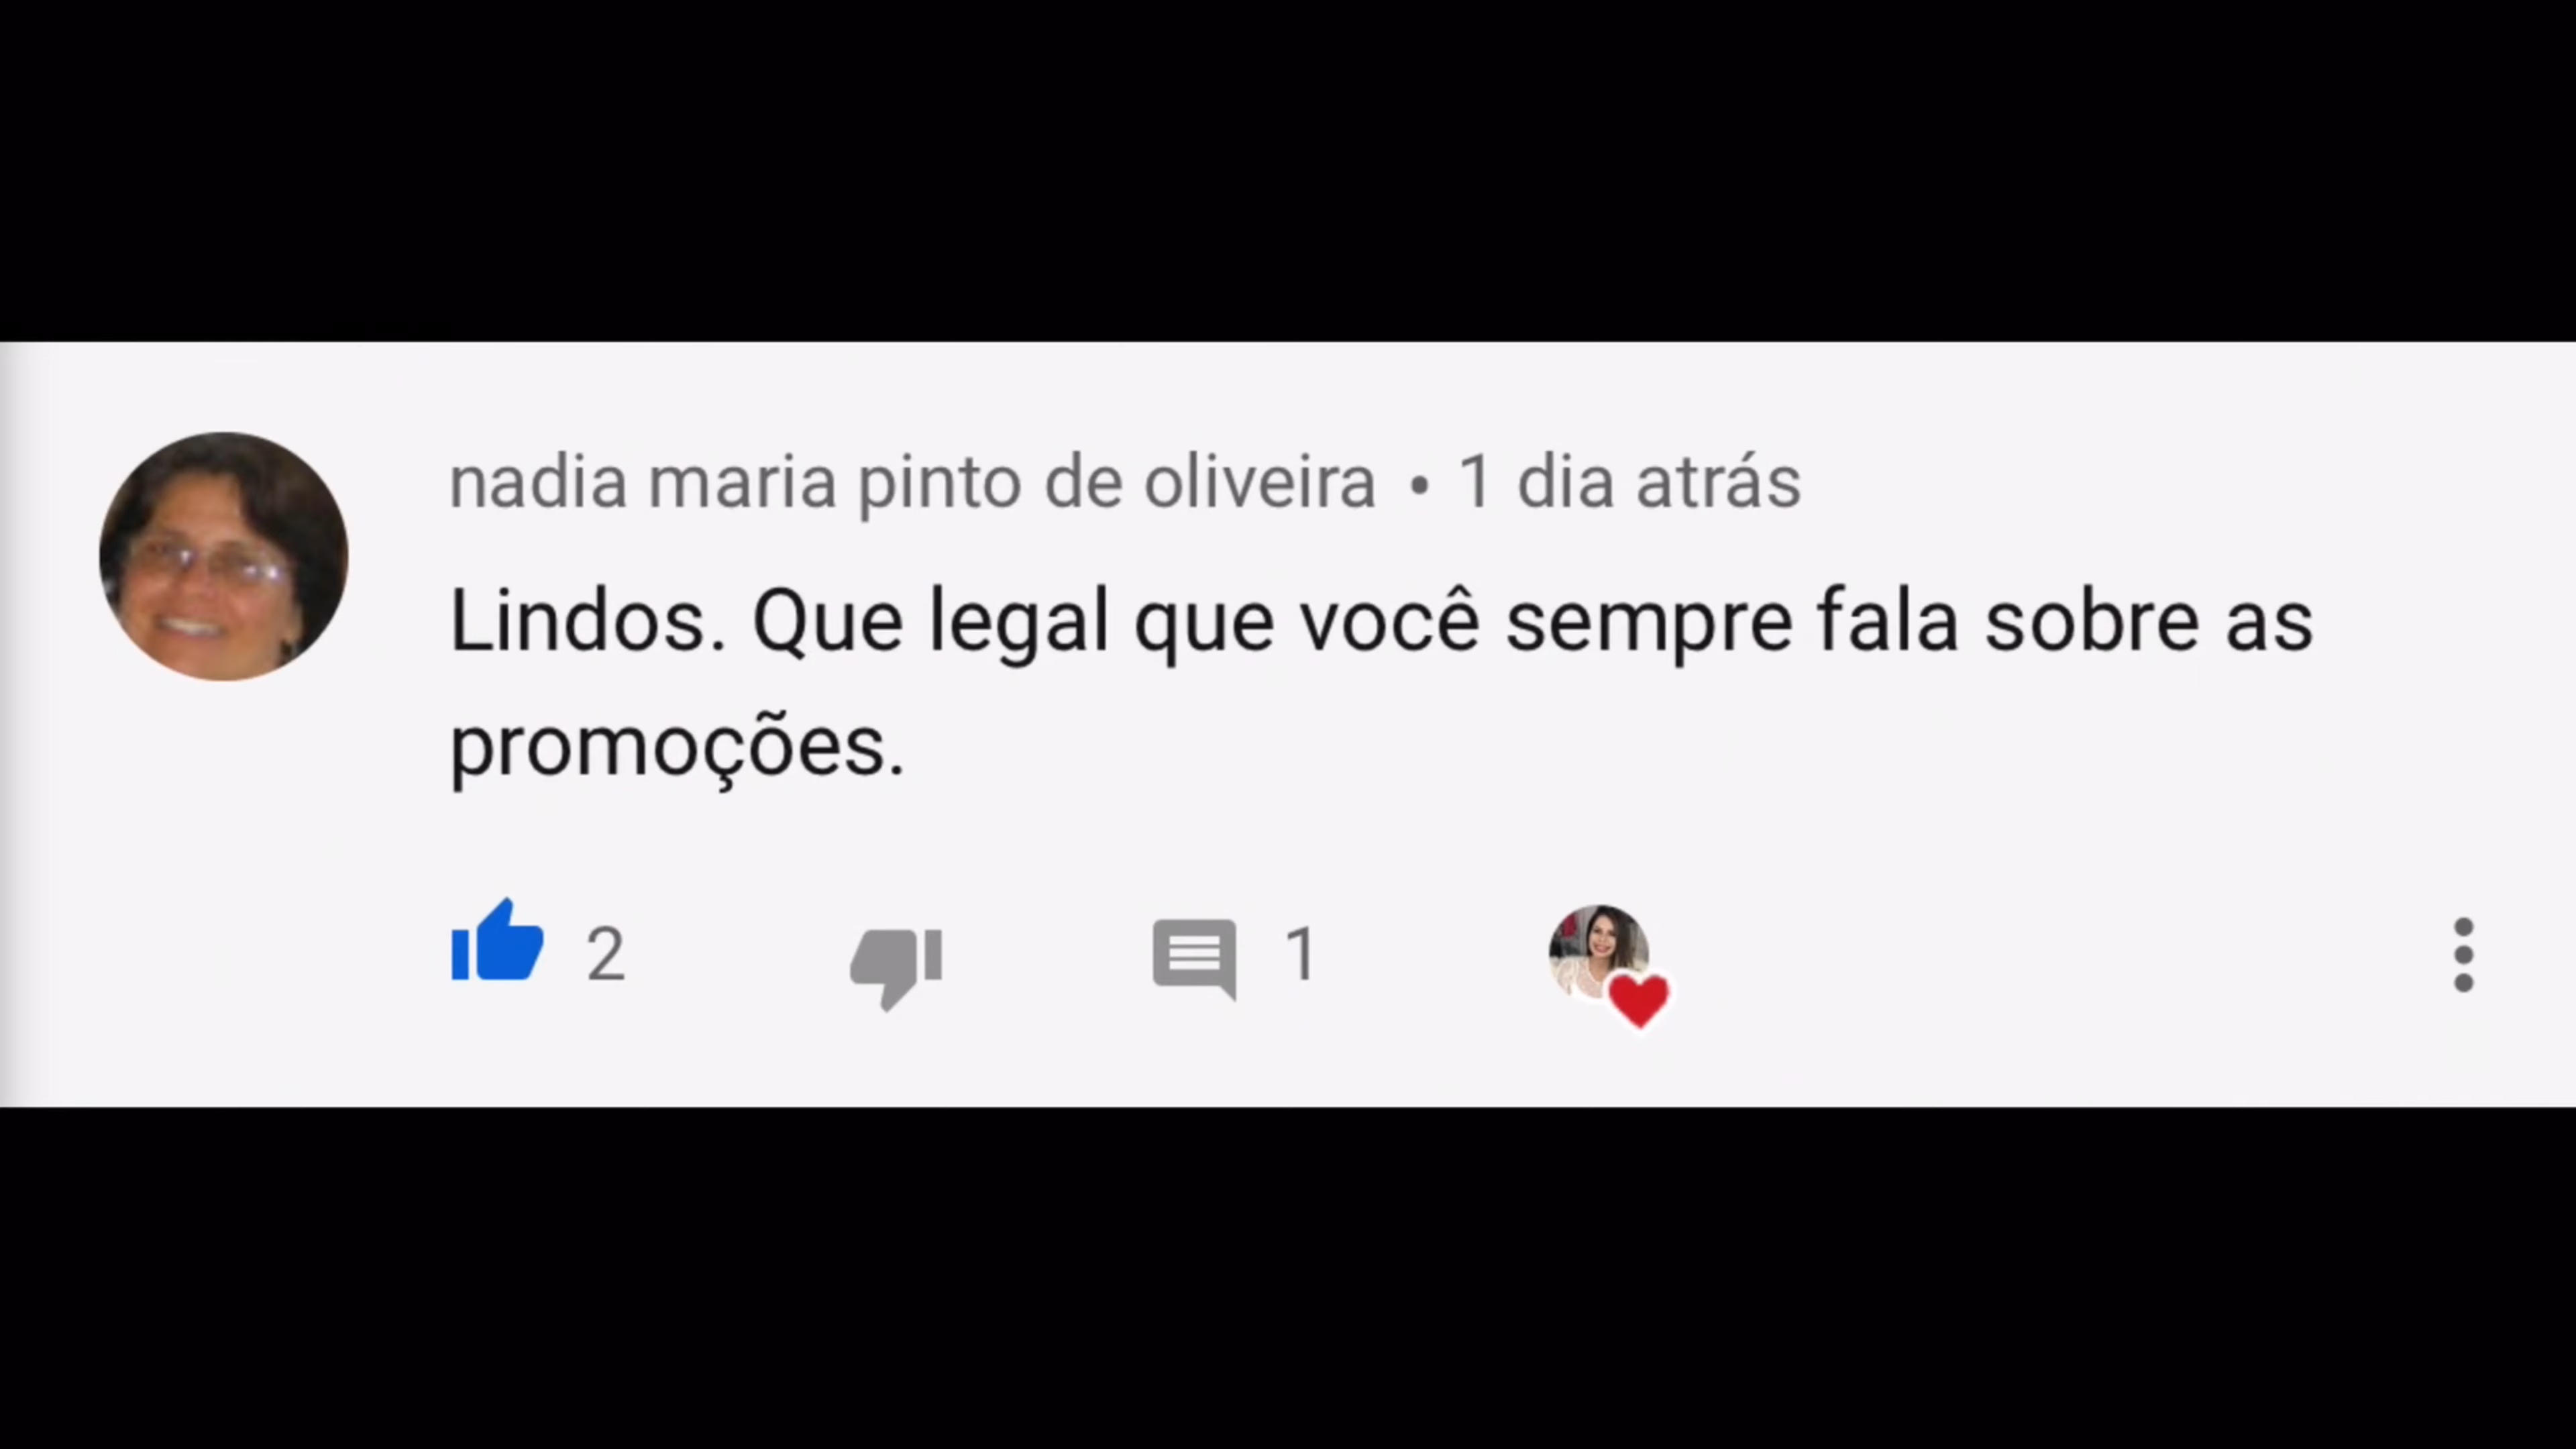 nadia maria pinto de oliveira • 1 dia atrás
Lindos. Que legal que você sempre fala sobre as
promoções.
2 1